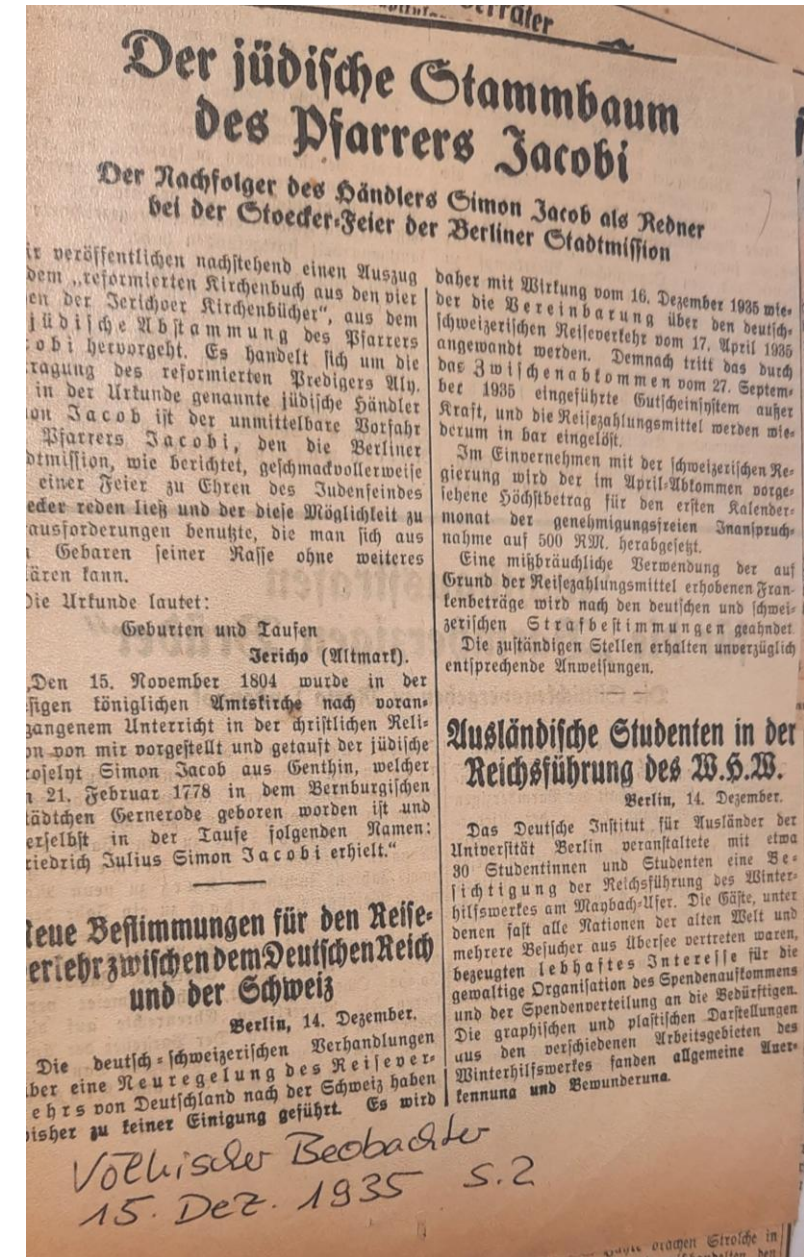 Verräter
Der jüdische Stammbaum
des Pfarrers Jacobi
Der Nachfolger des Händlers Simon Jacob als Redner
bei der Stoecker-Feier der Berliner Stadtmission
ir veröffentlichen nachstehend einen Auszug
dem „reformierten Kirchenbuch aus den vier
en der Jerichoer Kirchenbücher“, aus dem
jüdische Abstammung des Pfarrers
obi hervorgeht. Es handelt sich um die
ragung des reformierten Predigers Aly.
in der Urkunde genannte jüdische Händler
on Jacob ist der unmittelbare Vorfahr
Pfarrers Jacobi, den die Berliner
dtmission, wie berichtet, geschmackvollerweise
einer Feier zu Ehren des Judenfeindes
ecker reden ließ und der diese Möglichkeit zu
ausforderungen benutzte, die man sich aus
Gebaren seiner Rasse ohne weiteres
lären kann.
Die Urkunde lautet:
Geburten und Taufen
Jericho (Altmark).
„Den 15. November 1804 wurde in der
sigen königlichen Amtskirche nach voran-
gangenem Unterricht in der christlichen Reli-
on von mir vorgestellt und getauft der jüdische
roselyt Simon Jacob aus Genthin, welcher
21. Februar 1778 in dem Bernburgischen
tädtchen Gernerode geboren worden ist und
erselbst in der Taufe folgenden Namen:
riedrich Julius Simon Jacobi erhielt.“
Neue Bestimmungen für den Reise-
erkehr zwischen dem Deutschen Reich
und der Schweiz
Berlin, 14. Dezember.
Die deutsch-schweizerischen Verhandlungen
ber eine Neuregelung des Reisever-
ehrs von Deutschland nach der Schweiz haben
bisher zu keiner Einigung geführt. Es wird
daher mit Wirkung vom 16. Dezember 1935 wie-
der die Vereinbarung über den deutsch-
schweizerischen Reiseverkehr vom 17. April 1935
angewandt werden. Demnach tritt das durch
das Zwischenabkommen vom 27. Septem-
ber 1935 eingeführte Gutscheinsystem außer
Kraft, und die Reisezahlungsmittel werden wie-
derum in bar eingelöst.
Im Einvernehmen mit der schweizerischen Re-
gierung wird der im April-Abkommen vorge-
sehene Höchstbetrag für den ersten Kalender-
monat der genehmigungsfreien Inanspruch-
nahme auf 500 RM. herabgesetzt.
Eine mißbräuchliche Verwendung der auf
Grund der Reisezahlungsmittel erhobenen Fran-
kenbeträge wird nach den deutschen und schwei-
zerischen Strafbestimmungen geahndet.
Die zuständigen Stellen erhalten unverzüglich
entsprechende Anweisungen.
Ausländische Studenten in der
Reichsführung des W.H.W.
Berlin, 14. Dezember.
Das Deutsche Institut für Ausländer der
Universität Berlin veranstaltete mit etwa
30 Studentinnen und Studenten eine Be-
sichtigung der Reichsführung des Winter-
hilfswerkes am Maybach-Ufer. Die Gäste, unter
denen fast alle Nationen der alten Welt und
mehrere Besucher aus Übersee vertreten waren,
bezeugten lebhaftes Interesse für die
gewaltige Organisation des Spendenaufkommens
und der Spendenverteilung an die Bedürftigen.
Die graphischen und plastischen Darstellungen
aus den verschiedenen Arbeitsgebieten des
Winterhilfswerkes fanden allgemeine Aner-
kennung und Bewunderung.
Völkischer Beobachter
15. Dez. 1935 S.2
Strolche in